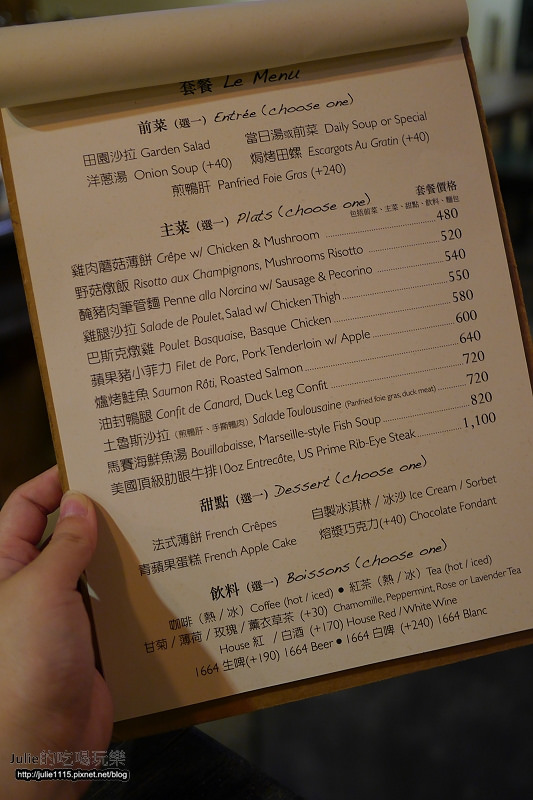 套餐 Le Menu
前菜 (選一) Entrée (choose one)
田園沙拉 Garden Salad 當日湯或前菜 Daily Soup or Special
洋蔥湯 Onion Soup (+40) 焗烤田螺 Escargots Au Gratin (+40)
煎鴨肝 Panfried Foie Gras (+240)
主菜 (選一) Plats (choose one) 套餐價格
包括前菜、主菜、甜點、飲料、麵包
雞肉蘑菇薄餅 Crêpe w/ Chicken & Mushroom 480
野菇燉飯 Risotto aux Champignons, Mushrooms Risotto 520
醃豬肉筆管麵 Penne alla Norcina w/ Sausage & Pecorino 540
雞腿沙拉 Salade de Poulet, Salad w/ Chicken Thigh 550
巴斯克燉雞 Poulet Basquaise, Basque Chicken 580
蘋果豬小菲力 Filet de Porc, Pork Tenderloin w/ Apple 600
爐烤鮭魚 Saumon Rôti, Roasted Salmon 640
油封鴨腿 Confit de Canard, Duck Leg Confit 720
土魯斯沙拉 (煎鴨肝、手撕鴨肉) Salade Toulousaine (Panfried foie gras, duck meat) 720
馬賽海鮮魚湯 Bouillabaisse, Marseille-style Fish Soup 820
美國頂級肋眼牛排10oz Entrecôte, US Prime Rib-Eye Steak 1,100
甜點 (選一) Dessert (choose one)
法式薄餅 French Crêpes 自製冰淇淋 / 冰沙 Ice Cream / Sorbet
青蘋果蛋糕 French Apple Cake 熔漿巧克力(+40) Chocolate Fondant
飲料 (選一) Boissons (choose one)
咖啡 (熱 / 冰) Coffee (hot / iced) ● 紅茶 (熱 / 冰) Tea (hot / iced)
甘菊 / 薄荷 / 玫瑰 / 薰衣草茶 (+30) Chamomille, Peppermint, Rose or Lavender Tea
House 紅 / 白酒 (+170) House Red / White Wine
1664 生啤(+190) 1664 Beer ● 1664 白啤 (+240) 1664 Blanc
Julie的吃喝玩樂
http://julie1115.pixnet.net/blog